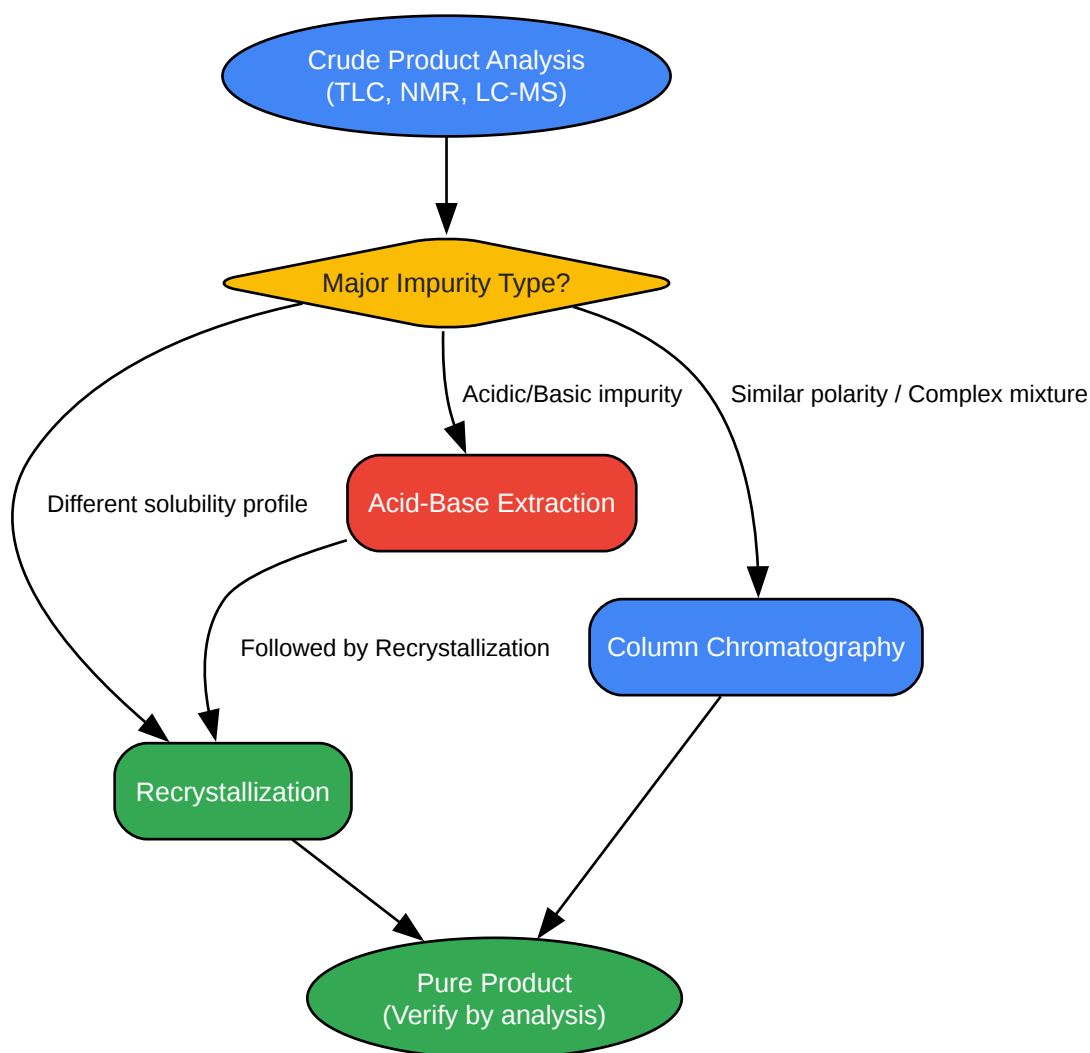 Crude Product Analysis
(TLC, NMR, LC-MS)
Major Impurity Type?
Acidic/Basic impurity
Similar polarity / Complex mixture
Different solubility profile
Acid-Base Extraction
Followed by Recrystallization
Column Chromatography
Recrystallization
Pure Product
(Verify by analysis)